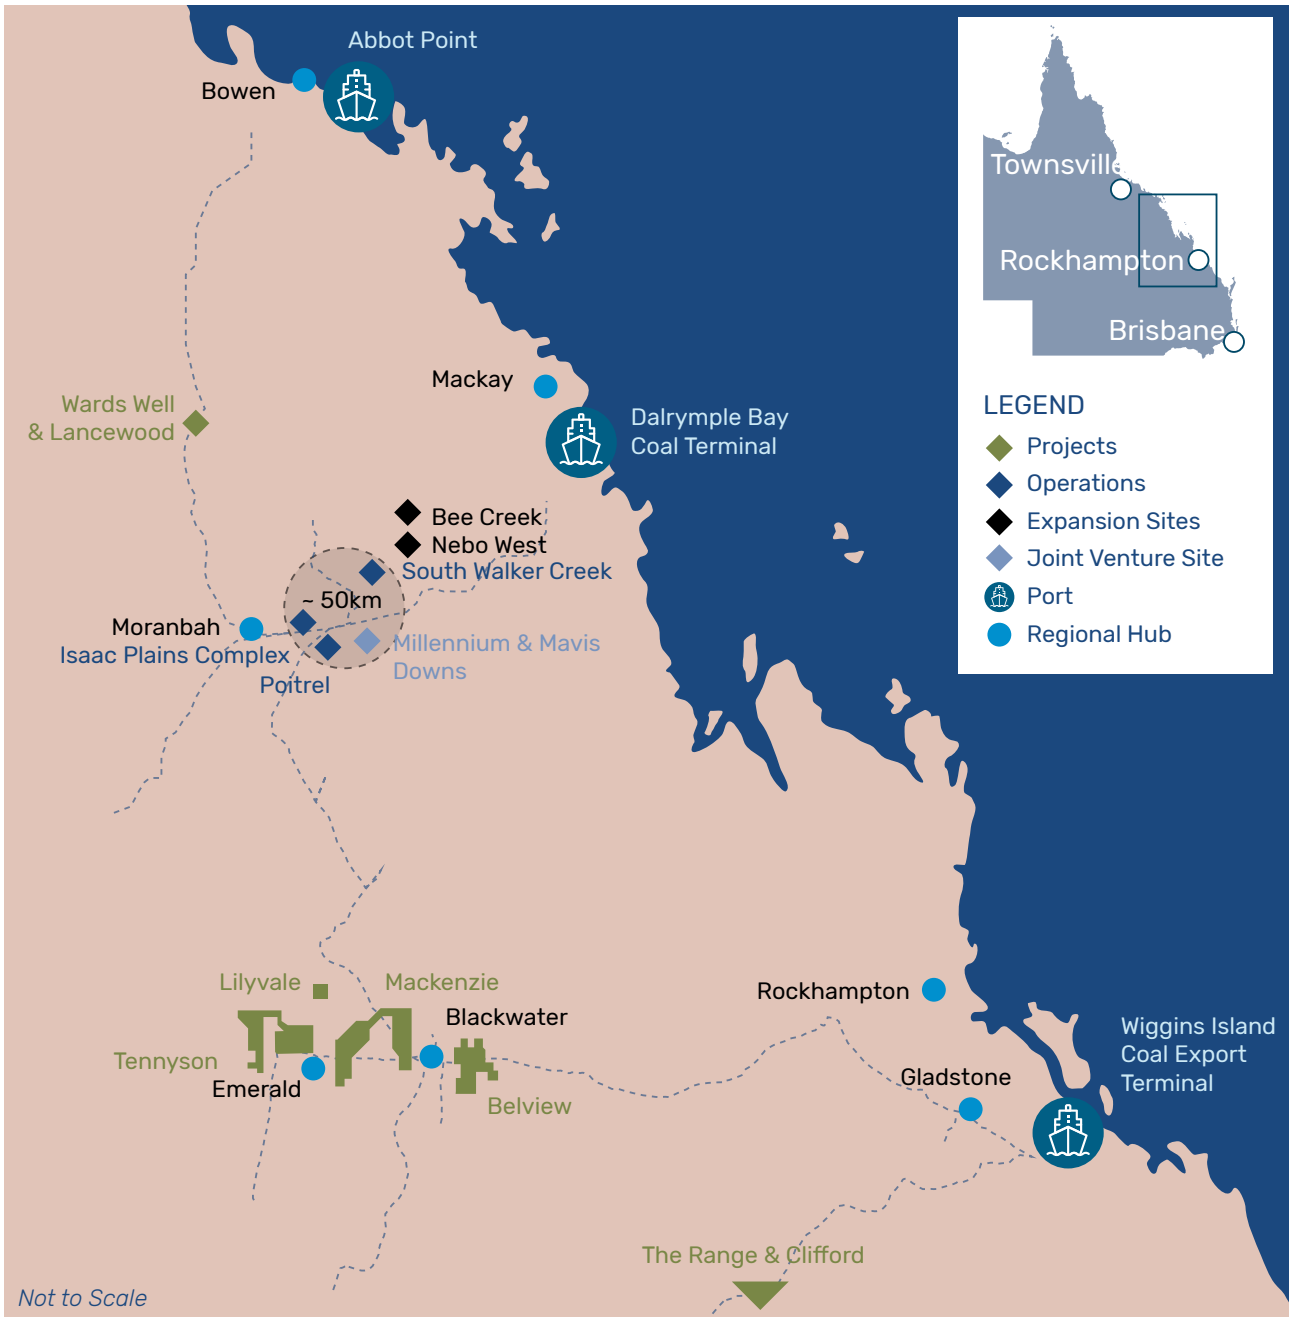 Abbot Point
Bowen
Townsville
Rockhampton
Brisbane
Mackay
Wards Well
& Lancewood
Dalrymple Bay
Coal Terminal
LEGEND
Projects
Operations
Expansion Sites
Joint Venture Site
Port
Regional Hub
Bee Creek
Nebo West
South Walker Creek
~ 50km
Moranbah
Isaac Plains Complex
Millennium & Mavis
Downs
Poitrel
Lilyvale
Mackenzie
Blackwater
Rockhampton
Tennyson
Emerald
Belview
Gladstone
Wiggins Island
Coal Export
Terminal
The Range & Clifford
Not to Scale